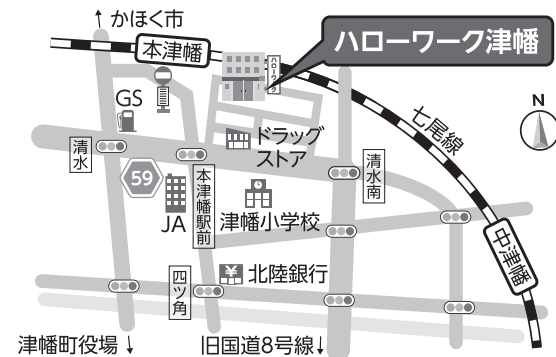 ↑ かほく市
本津幡
ハローワーク
ハローワーク津幡
GS
七尾線
N
ドラッグ
ストア
清水
59
清水南
本津幡駅前
JA
津幡小学校
中津幡
四ツ角
¥
北陸銀行
津幡町役場 ↓
旧国道8号線↓